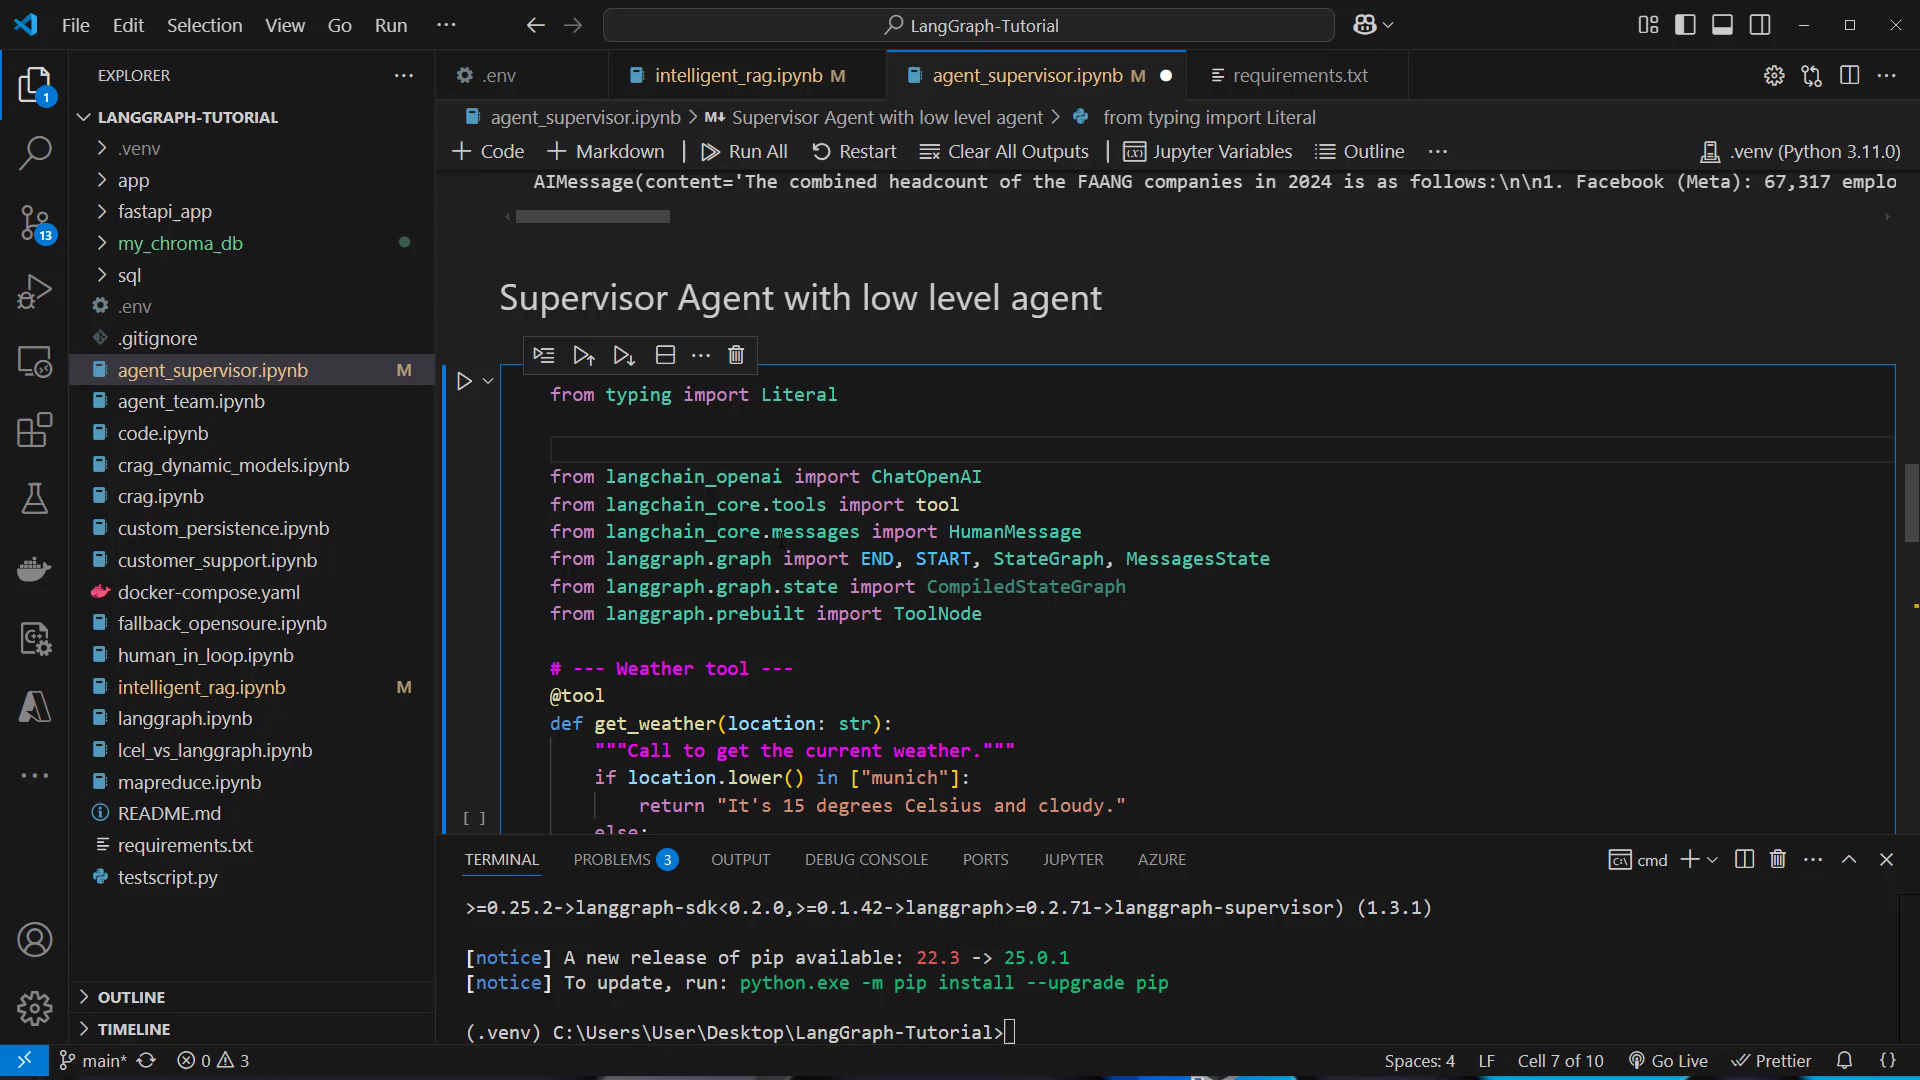 File Edit Selection View Go Run ···
LangGraph-Tutorial
EXPLORER
LANGGRAPH-TUTORIAL
.venv
app
fastapi_app
my_chroma_db
sql
.env
.gitignore
agent_supervisor.ipynb M
agent_team.ipynb
code.ipynb
crag_dynamic_models.ipynb
crag.ipynb
custom_persistence.ipynb
customer_support.ipynb
docker-compose.yaml
fallback_opensoure.ipynb
human_in_loop.ipynb
intelligent_rag.ipynb M
langgraph.ipynb
lcel_vs_langgraph.ipynb
mapreduce.ipynb
README.md
requirements.txt
testscript.py
OUTLINE
TIMELINE
1
13
.env
intelligent_rag.ipynb M
agent_supervisor.ipynb M
requirements.txt
agent_supervisor.ipynb > M↓ Supervisor Agent with low level agent > from typing import Literal
+ Code + Markdown | Run All Restart Clear All Outputs | Jupyter Variables Outline ···
.venv (Python 3.11.0)
AIMessage(content='The combined headcount of the FAANG companies in 2024 is as follows:\n\n1. Facebook (Meta): 67,317 emplo
Supervisor Agent with low level agent
from typing import Literal
from langchain_openai import ChatOpenAI
from langchain_core.tools import tool
from langchain_core.messages import HumanMessage
from langgraph.graph import END, START, StateGraph, MessagesState
from langgraph.graph.state import CompiledStateGraph
from langgraph.prebuilt import ToolNode
# --- Weather tool ---
@tool
def get_weather(location: str):
"""Call to get the current weather."""
if location.lower() in ["munich"]:
return "It's 15 degrees Celsius and cloudy."
else:
[ ]
TERMINAL PROBLEMS 3 OUTPUT DEBUG CONSOLE PORTS JUPYTER AZURE
cmd
>=0.25.2->langgraph-sdk<0.2.0,>=0.1.42->langgraph>=0.2.71->langgraph-supervisor) (1.3.1)
[notice] A new release of pip available: 22.3 -> 25.0.1
[notice] To update, run: python.exe -m pip install --upgrade pip
(.venv) C:\Users\User\Desktop\LangGraph-Tutorial>
main* 0 3
Spaces: 4 LF Cell 7 of 10 Go Live Prettier {}